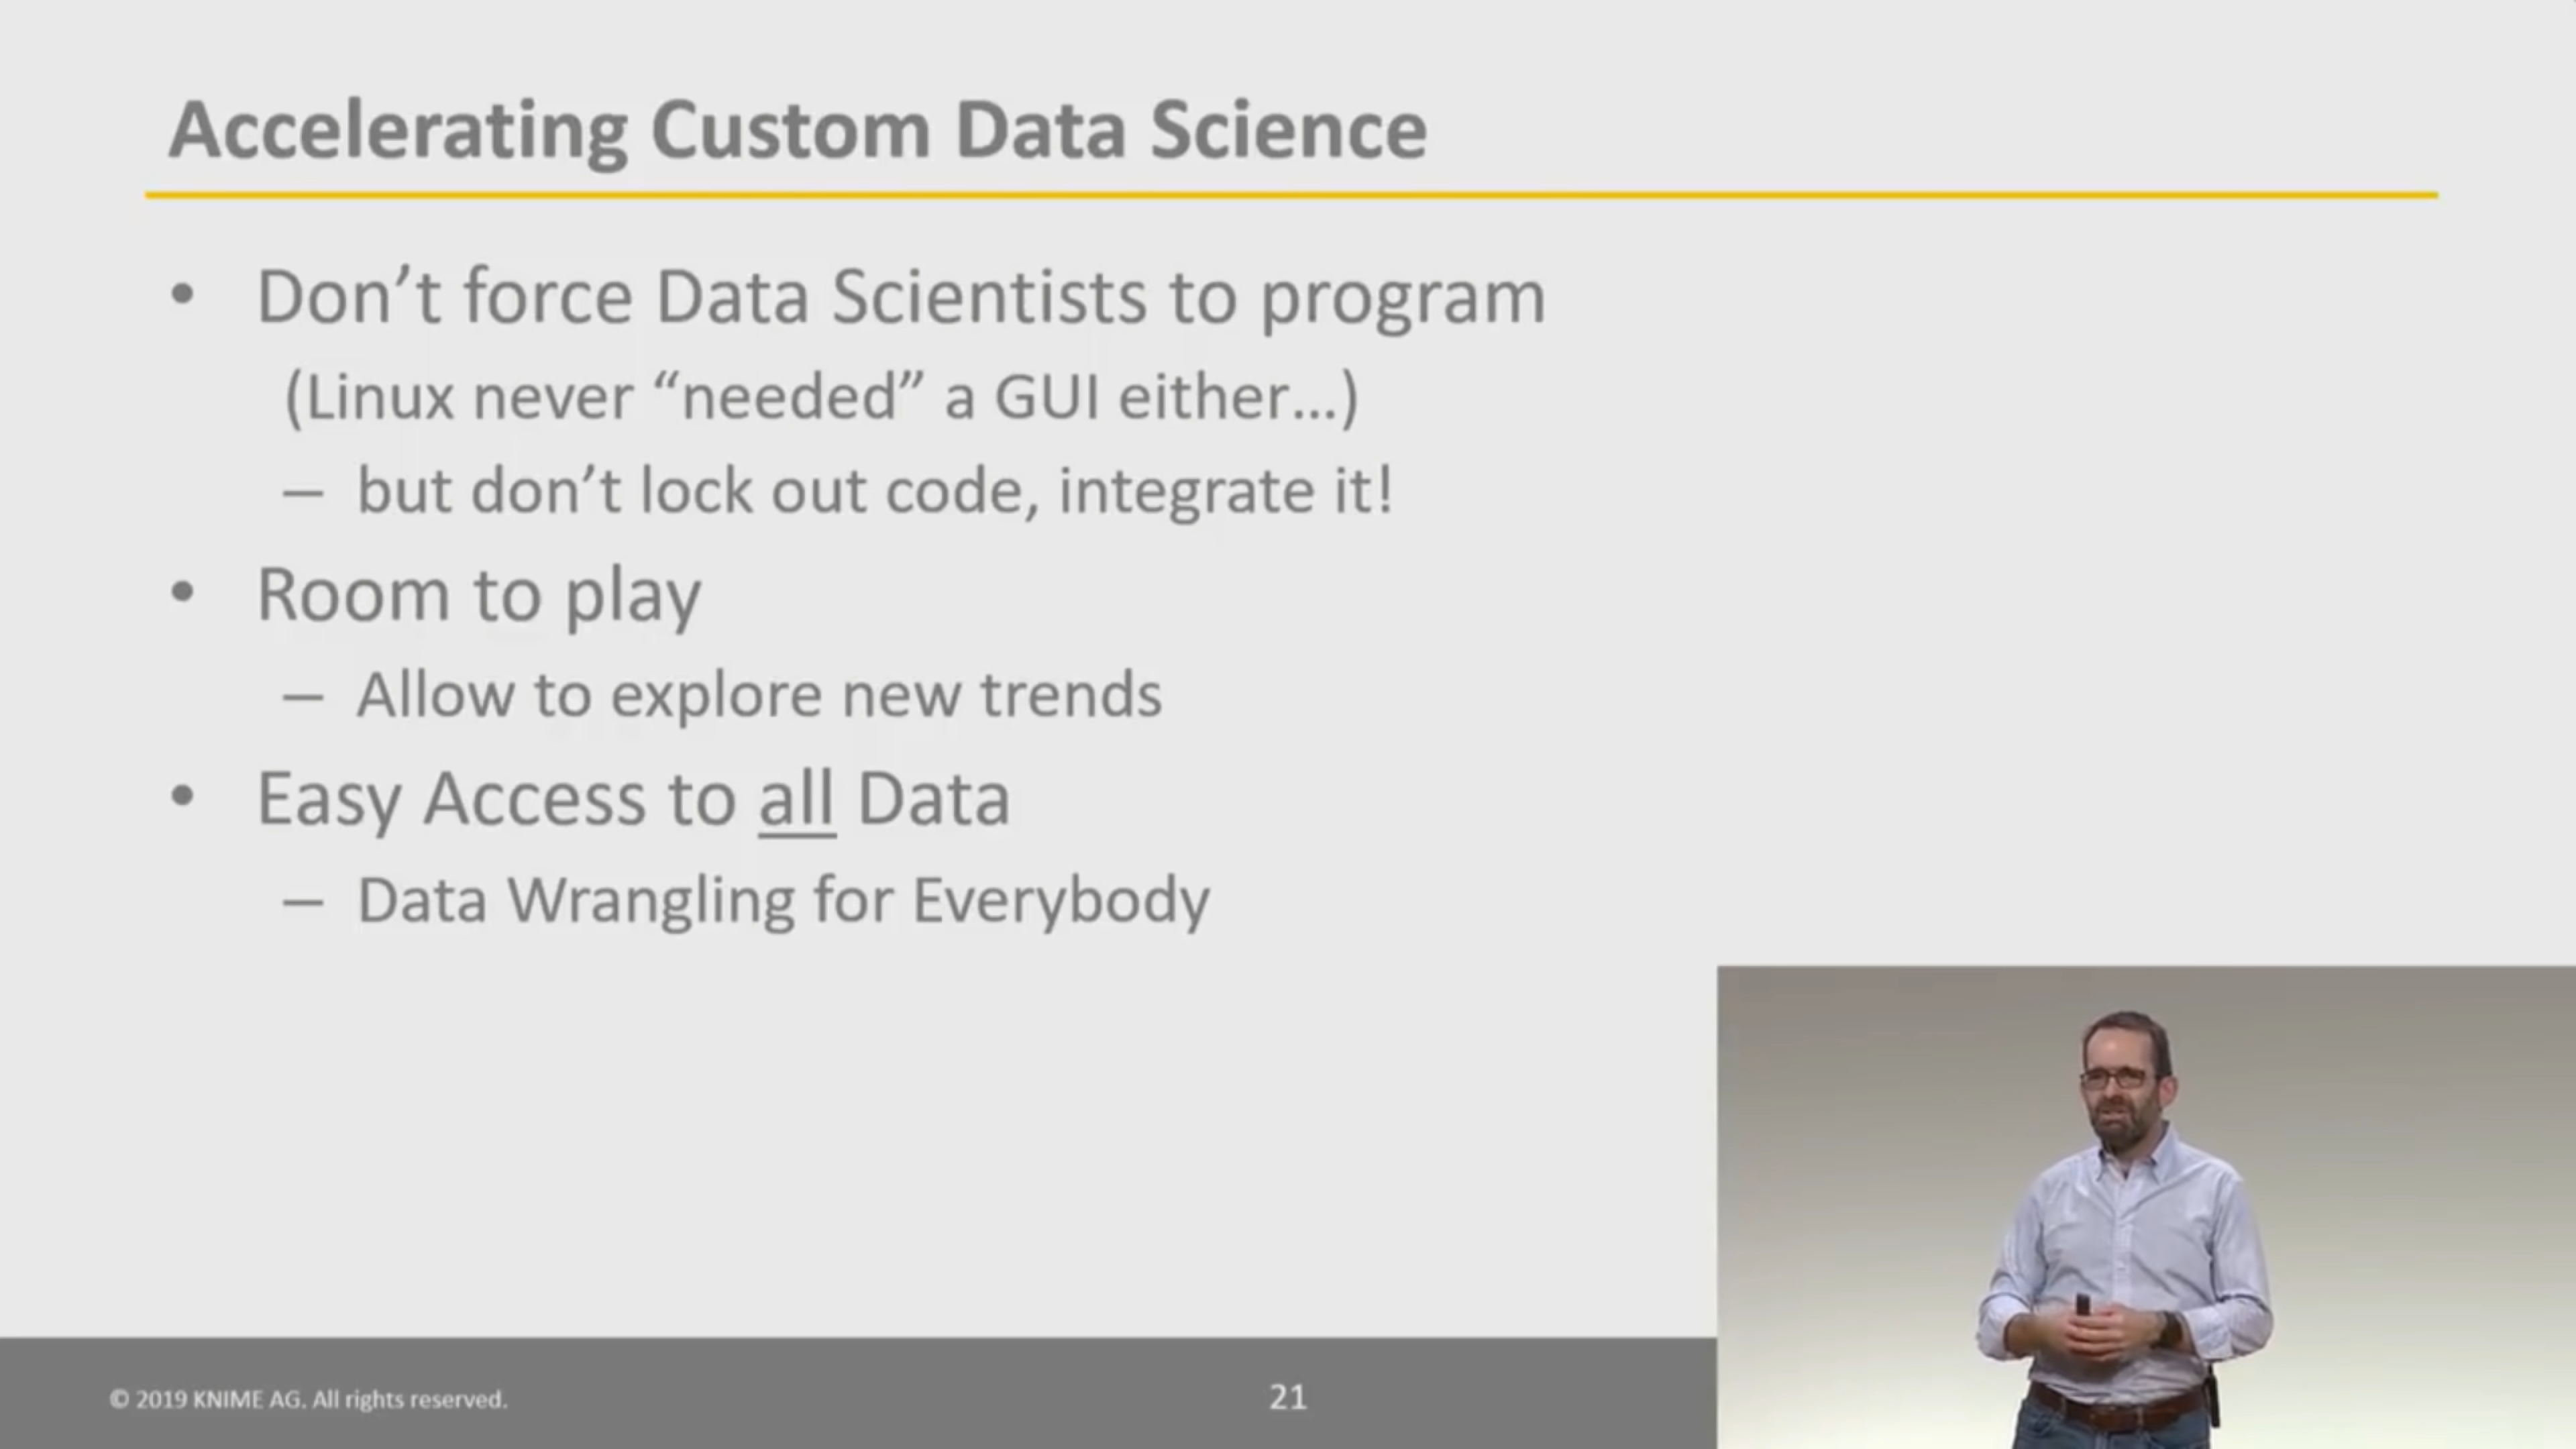 Accelerating Custom Data Science
• Don’t force Data Scientists to program
(Linux never “needed” a GUI either…)
– but don’t lock out code, integrate it!
• Room to play
– Allow to explore new trends
• Easy Access to all Data
– Data Wrangling for Everybody
© 2019 KNIME AG. All rights reserved.
21